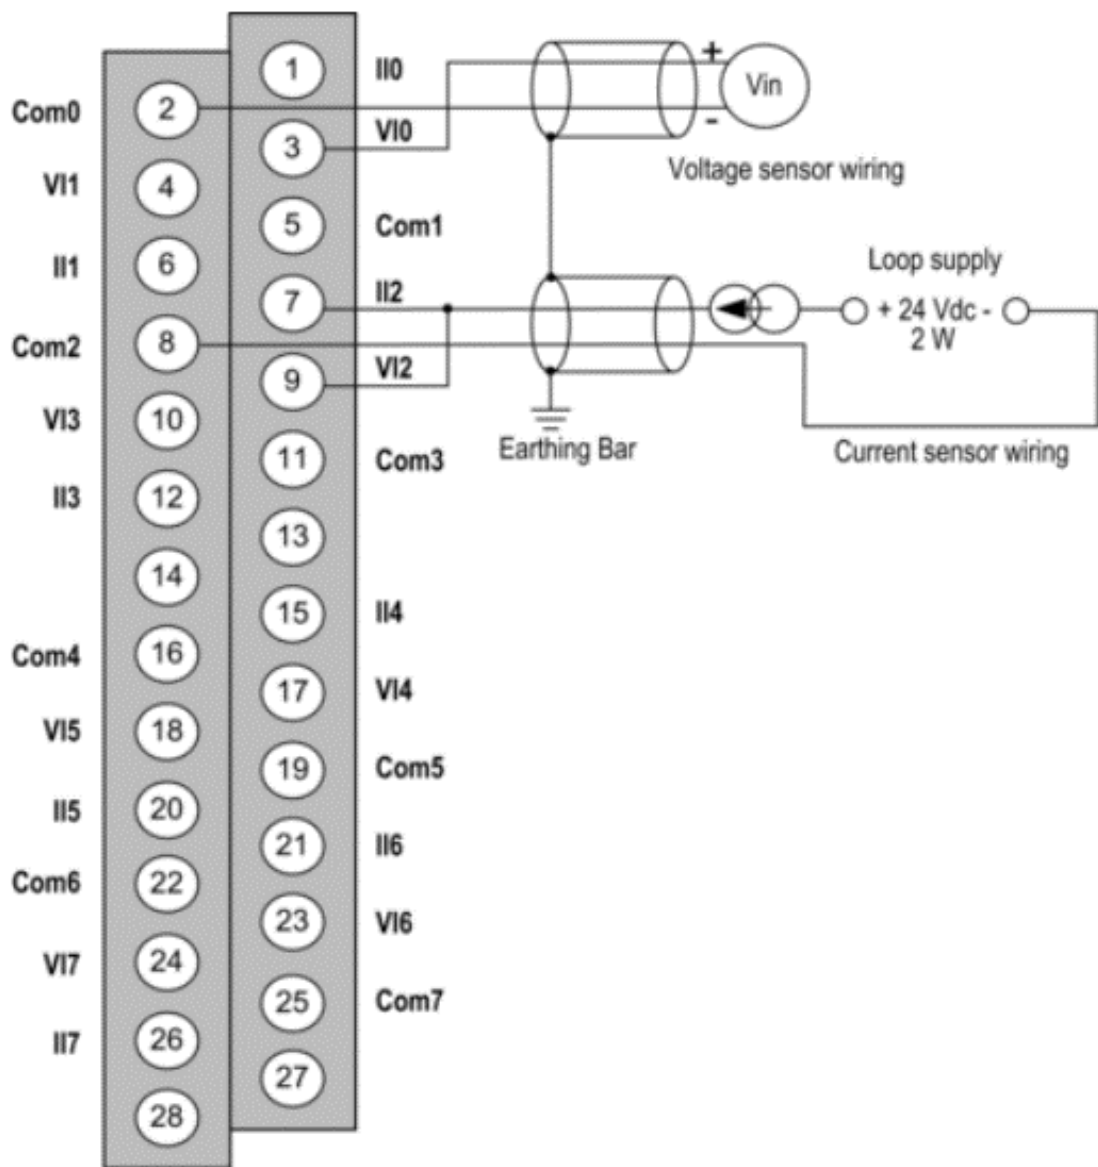 1 II0
Com0 2
3 VI0
VI1 4
5 Com1
II1 6
7 II2
Com2 8
9 VI2
VI3 10
11 Com3
II3 12
13
14
15 II4
Com4 16
17 VI4
VI5 18
19 Com5
II5 20
21 II6
Com6 22
23 VI6
VI7 24
25 Com7
II7 26
27
28
+
Vin
-
Voltage sensor wiring
Loop supply
+ 24 Vdc -
2 W
Earthing Bar
Current sensor wiring